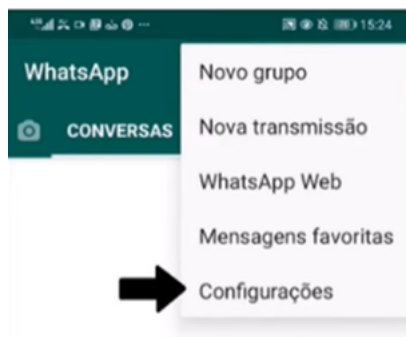 15:24
WhatsApp
Novo grupo
CONVERSAS
Nova transmissão
WhatsApp Web
Mensagens favoritas
Configurações